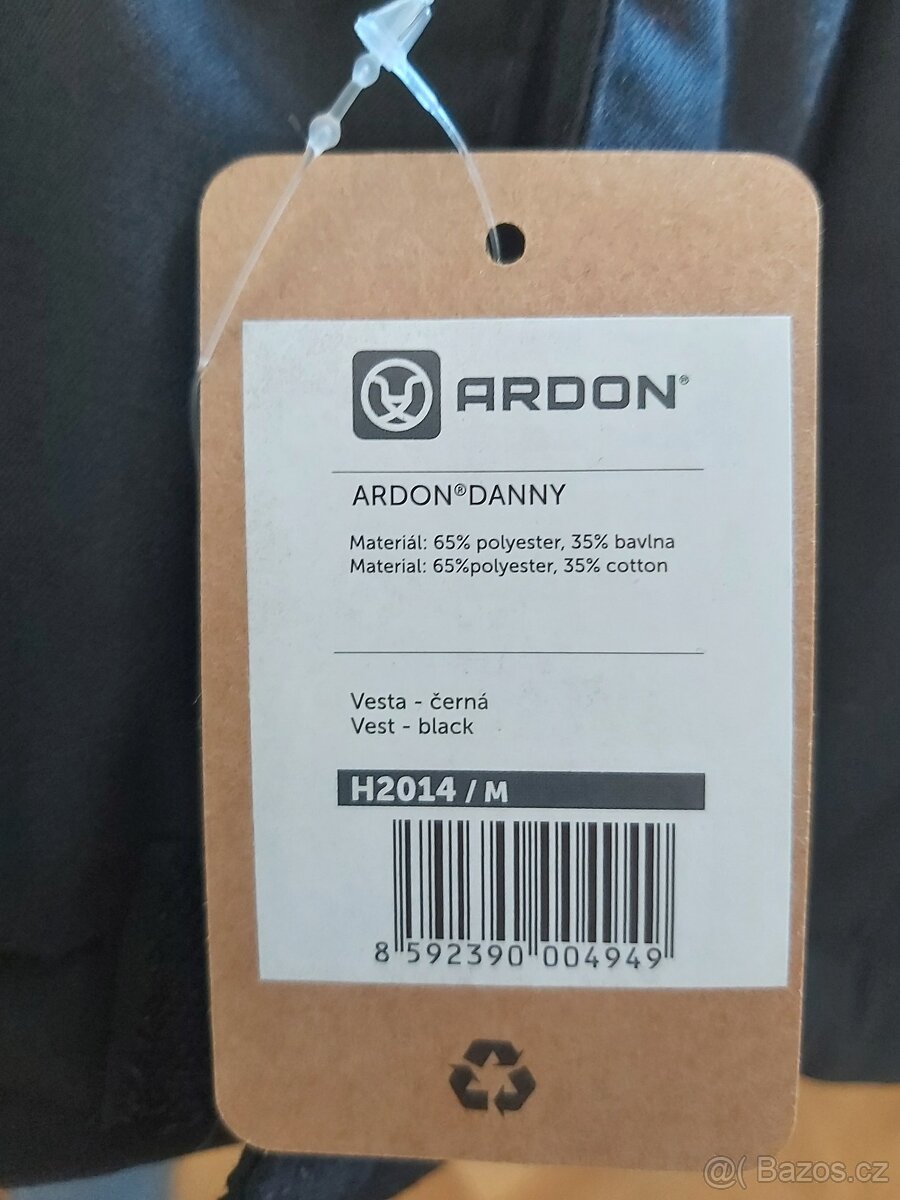 ARDON®
ARDON®DANNY
Materiál: 65% polyester, 35% bavlna
Material: 65%polyester, 35% cotton
Vesta - černá
Vest - black
H2014 / M
8 592390 004949
@( Bazos.cz